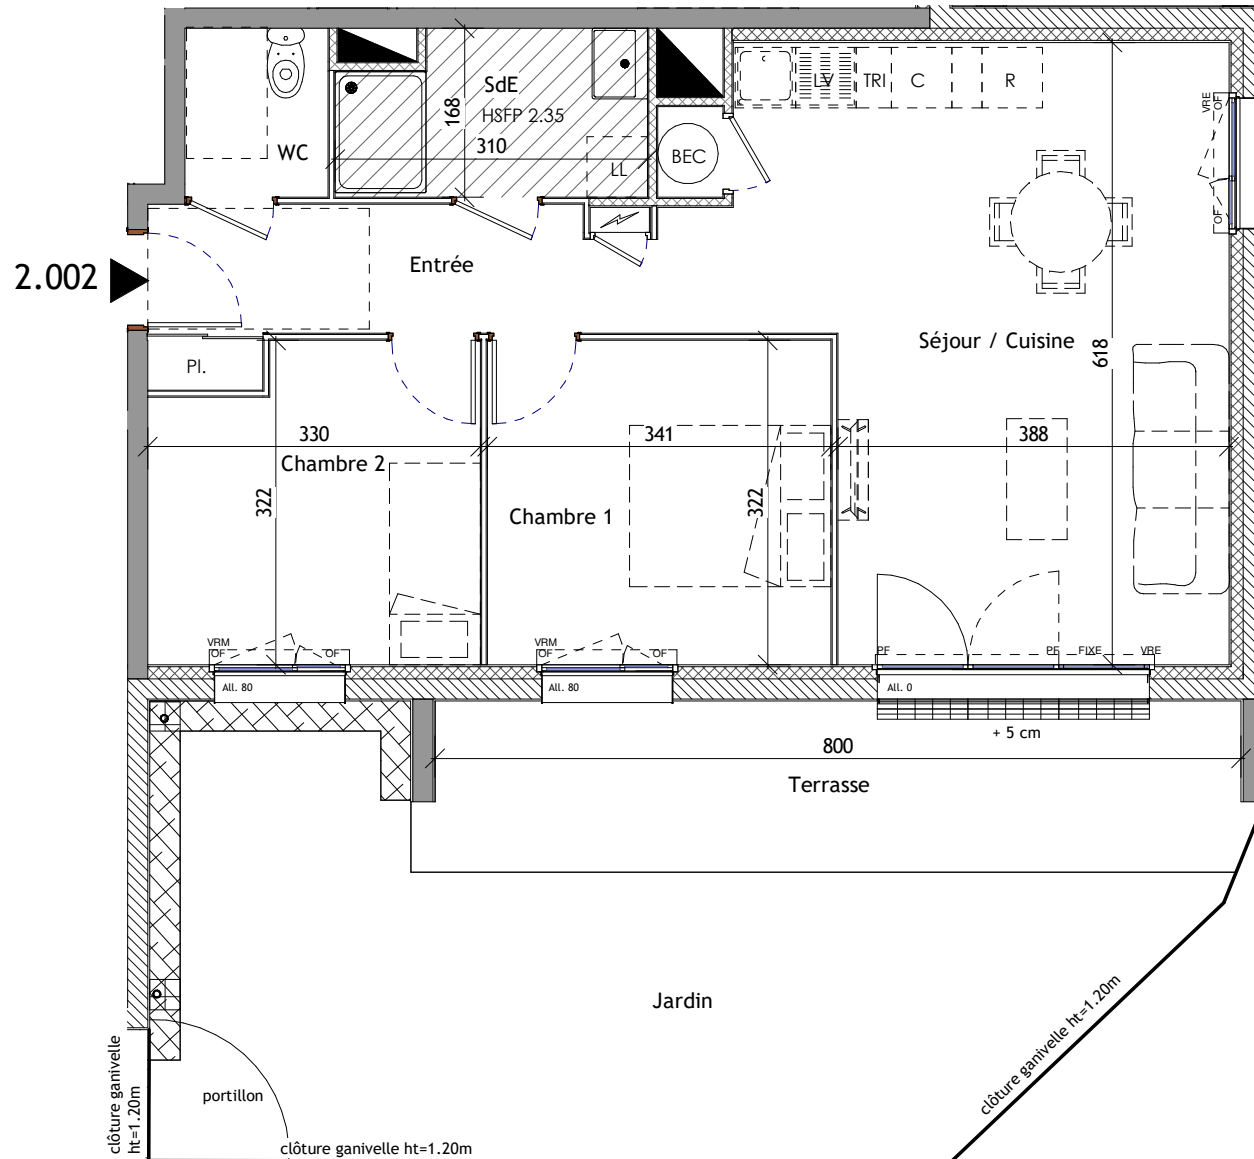 SdE
HSFP 2.35
168
310
WC
LL
BEC
LV
TRI
C
R
VRE
OF
OF
2.002
Entrée
Séjour / Cuisine
618
Pl.
330
341
388
Chambre 2
322
Chambre 1
322
VRM
OF
OF
VRM
OF
OF
PF
PF
FIXE
VRE
All. 80
All. 80
All. 0
+ 5 cm
800
Terrasse
Jardin
clôture ganivelle ht=1.20m
clôture ganivelle
ht=1.20m
portillon
clôture ganivelle ht=1.20m